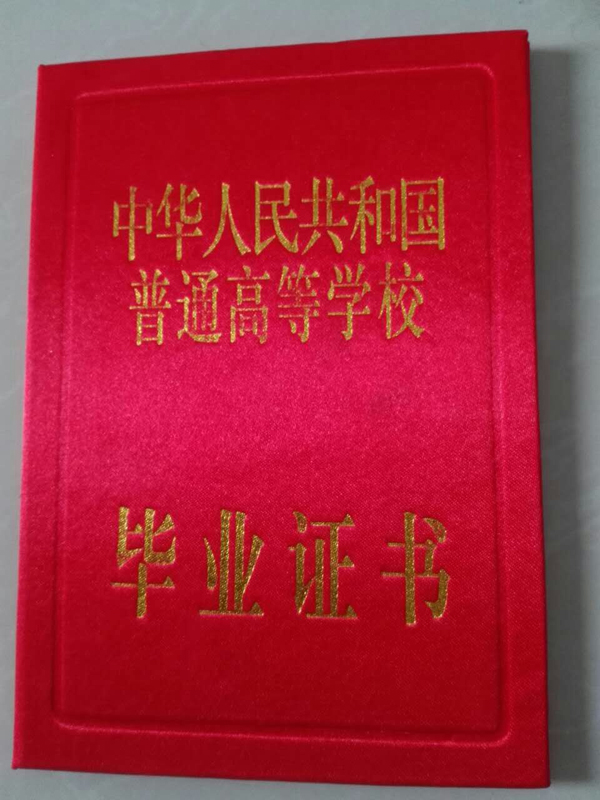 中华人民共和国
普通高等学校
毕业证书